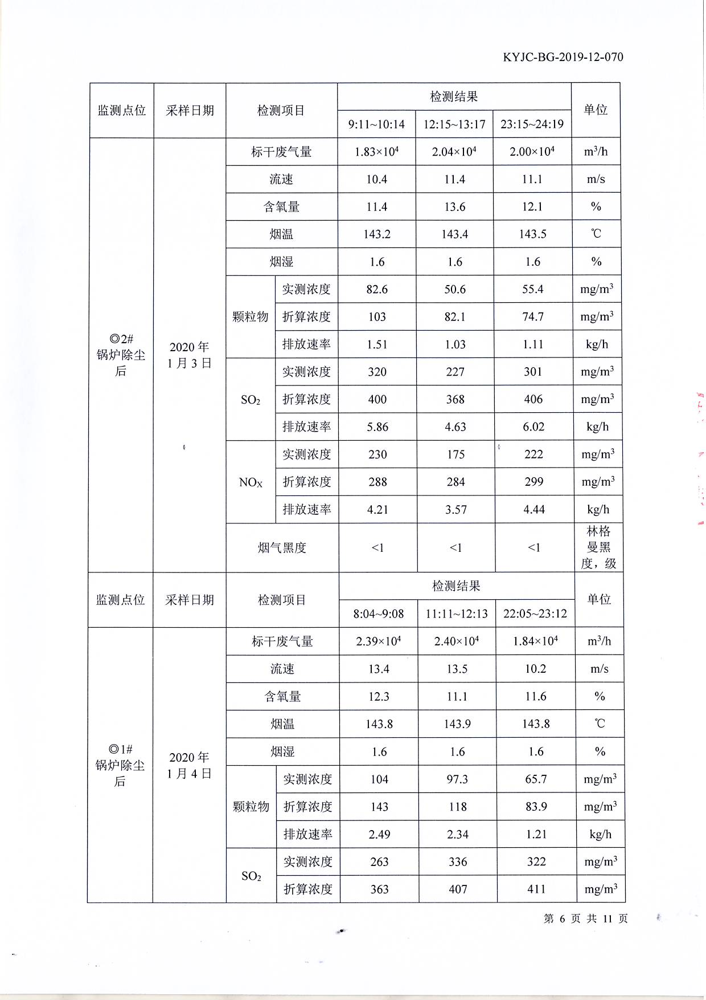 KYJC-BG-2019-12-070
监测点位 采样日期 检测项目 检测结果 单位
9:11~10:14 12:15~13:17 23:15~24:19
◎2#
锅炉除尘
后
2020 年
1 月 3 日
标干废气量 1.83×10⁴ 2.04×10⁴ 2.00×10⁴ m³/h
流速 10.4 11.4 11.1 m/s
含氧量 11.4 13.6 12.1 %
烟温 143.2 143.4 143.5 ℃
烟湿 1.6 1.6 1.6 %
颗粒物 实测浓度 82.6 50.6 55.4 mg/m³
折算浓度 103 82.1 74.7 mg/m³
排放速率 1.51 1.03 1.11 kg/h
SO₂ 实测浓度 320 227 301 mg/m³
折算浓度 400 368 406 mg/m³
排放速率 5.86 4.63 6.02 kg/h
NOX 实测浓度 230 175 222 mg/m³
折算浓度 288 284 299 mg/m³
排放速率 4.21 3.57 4.44 kg/h
烟气黑度 <1 <1 <1 林格
曼黑
度，级
监测点位 采样日期 检测项目 检测结果 单位
8:04~9:08 11:11~12:13 22:05~23:12
◎1#
锅炉除尘
后
2020 年
1 月 4 日
标干废气量 2.39×10⁴ 2.40×10⁴ 1.84×10⁴ m³/h
流速 13.4 13.5 10.2 m/s
含氧量 12.3 11.1 11.6 %
烟温 143.8 143.9 143.8 ℃
烟湿 1.6 1.6 1.6 %
颗粒物 实测浓度 104 97.3 65.7 mg/m³
折算浓度 143 118 83.9 mg/m³
排放速率 2.49 2.34 1.21 kg/h
SO₂ 实测浓度 263 336 322 mg/m³
折算浓度 363 407 411 mg/m³
第 6 页 共 11 页